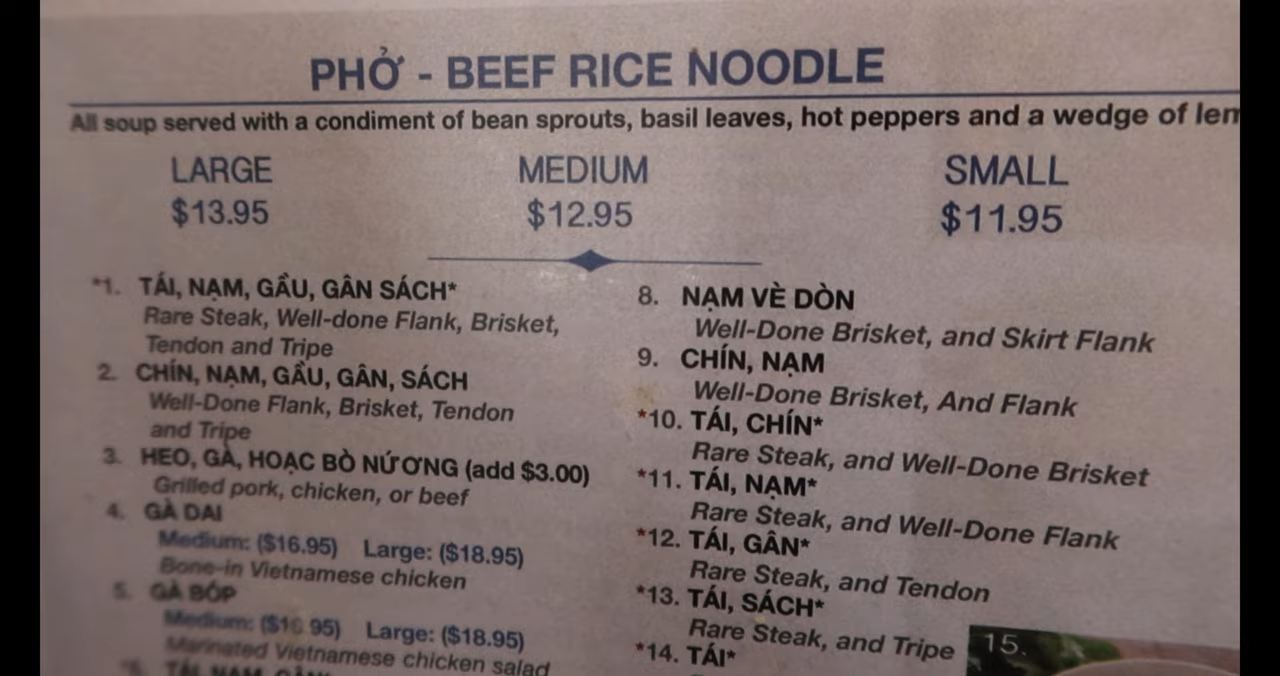 PHỞ - BEEF RICE NOODLE
All soup served with a condiment of bean sprouts, basil leaves, hot peppers and a wedge of lem
LARGE MEDIUM SMALL
$13.95 $12.95 $11.95
*1. TÁI, NẠM, GẦU, GÂN SÁCH*
Rare Steak, Well-done Flank, Brisket,
Tendon and Tripe
2. CHÍN, NẠM, GẦU, GÂN, SÁCH
Well-Done Flank, Brisket, Tendon
and Tripe
3. HEO, GÀ, HOẠC BÒ NỨƠNG (add $3.00)
Grilled pork, chicken, or beef
4. GÀ DAI
Medium: ($16.95) Large: ($18.95)
Bone-in Vietnamese chicken
5. GÀ BÓP
Medium: ($16.95) Large: ($18.95)
Marinated Vietnamese chicken salad
8. NẠM VÈ DÒN
Well-Done Brisket, and Skirt Flank
9. CHÍN, NẠM
Well-Done Brisket, And Flank
*10. TÁI, CHÍN*
Rare Steak, and Well-Done Brisket
*11. TÁI, NẠM*
Rare Steak, and Well-Done Flank
*12. TÁI, GÂN*
Rare Steak, and Tendon
*13. TÁI, SÁCH*
Rare Steak, and Tripe
*14. TÁI*
15.